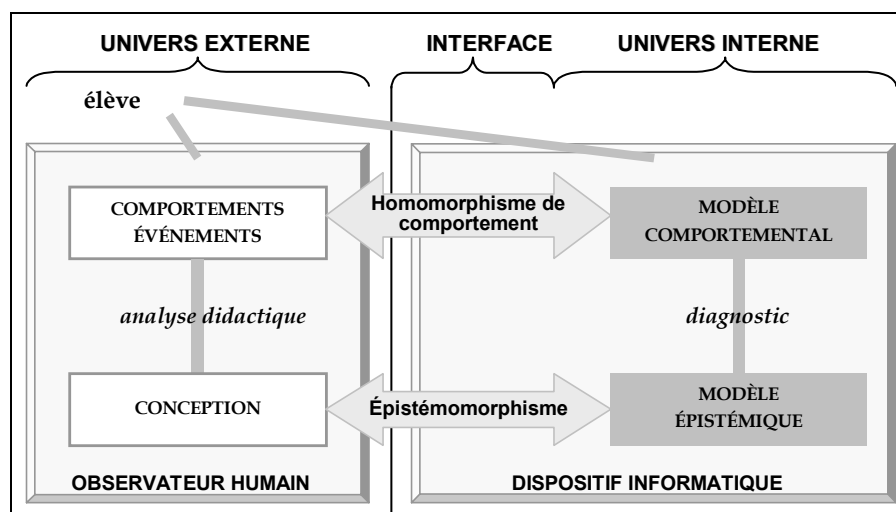 UNIVERS EXTERNE
INTERFACE
UNIVERS INTERNE
élève
COMPORTEMENTS
ÉVÉNEMENTS
Homomorphisme de
comportement
MODÈLE
COMPORTEMENTAL
analyse didactique
diagnostic
CONCEPTION
Épistémomorphisme
MODÈLE
ÉPISTÉMIQUE
OBSERVATEUR HUMAIN
DISPOSITIF INFORMATIQUE